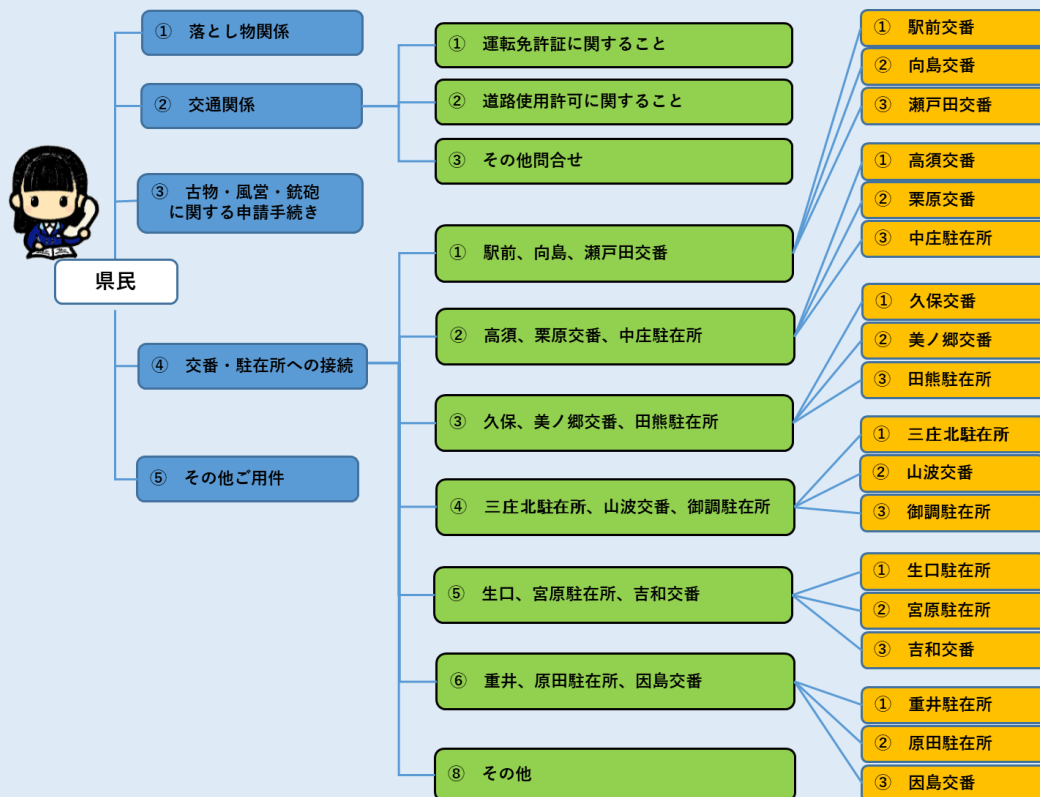 県民
① 落とし物関係
② 交通関係
③ 古物・風営・銃砲
に関する申請手続き
④ 交番・駐在所への接続
⑤ その他ご用件
① 運転免許証に関すること
② 道路使用許可に関すること
③ その他問合せ
① 駅前、向島、瀬戸田交番
② 高須、栗原交番、中庄駐在所
③ 久保、美ノ郷交番、田熊駐在所
④ 三庄北駐在所、山波交番、御調駐在所
⑤ 生口、宮原駐在所、吉和交番
⑥ 重井、原田駐在所、因島交番
⑧ その他
① 駅前交番
② 向島交番
③ 瀬戸田交番
① 高須交番
② 栗原交番
③ 中庄駐在所
① 久保交番
② 美ノ郷交番
③ 田熊駐在所
① 三庄北駐在所
② 山波交番
③ 御調駐在所
① 生口駐在所
② 宮原駐在所
③ 吉和交番
① 重井駐在所
② 原田駐在所
③ 因島交番